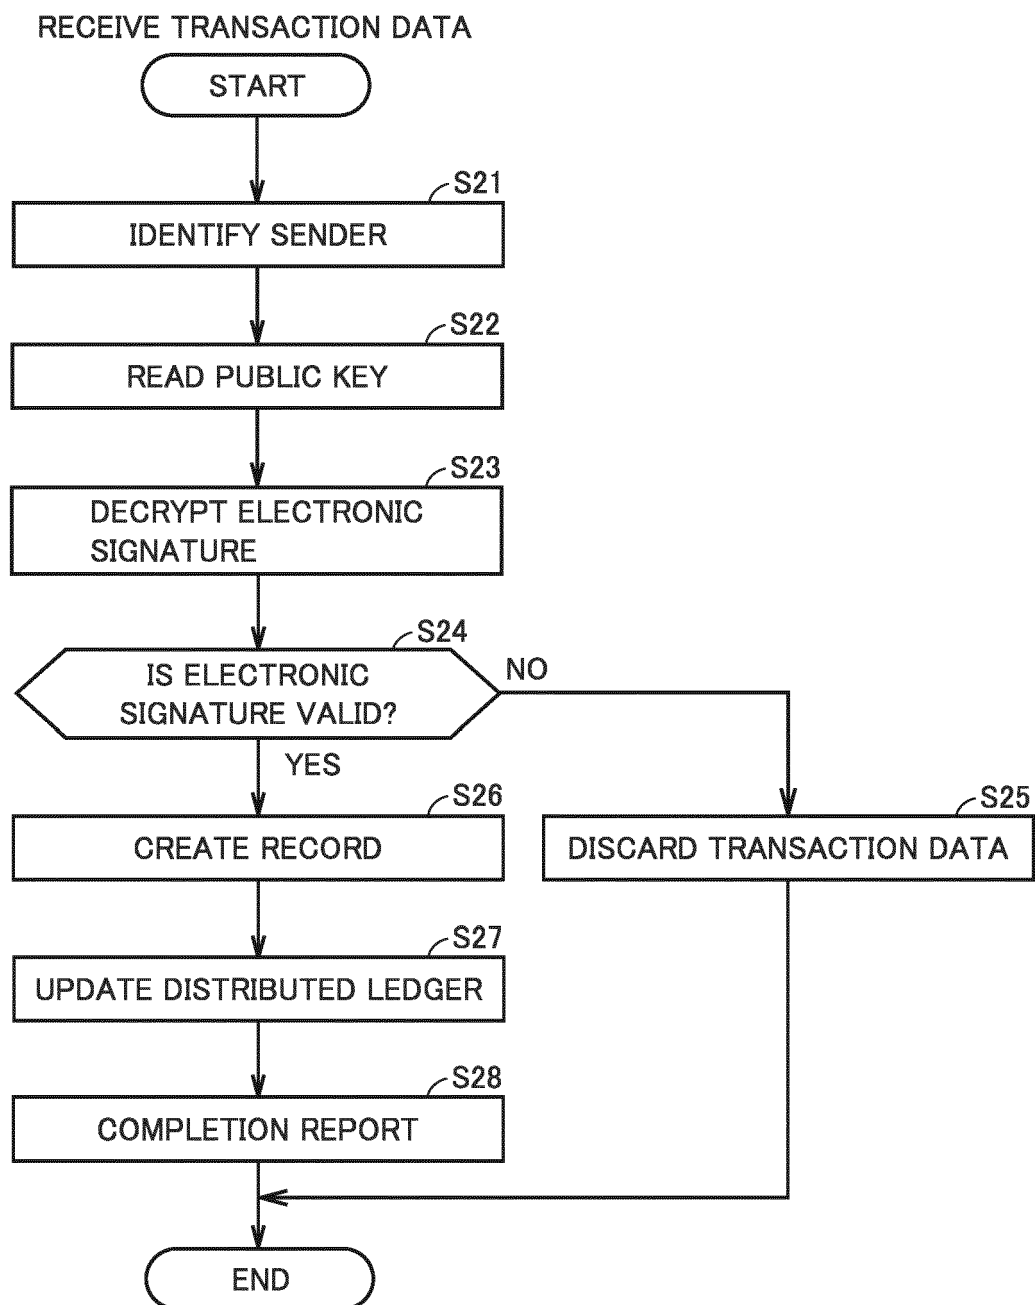 RECEIVE TRANSACTION DATA
START
S21
IDENTIFY SENDER
S22
READ PUBLIC KEY
S23
DECRYPT ELECTRONIC
SIGNATURE
S24
IS ELECTRONIC
SIGNATURE VALID?
NO
YES
S26
CREATE RECORD
S25
DISCARD TRANSACTION DATA
S27
UPDATE DISTRIBUTED LEDGER
S28
COMPLETION REPORT
END